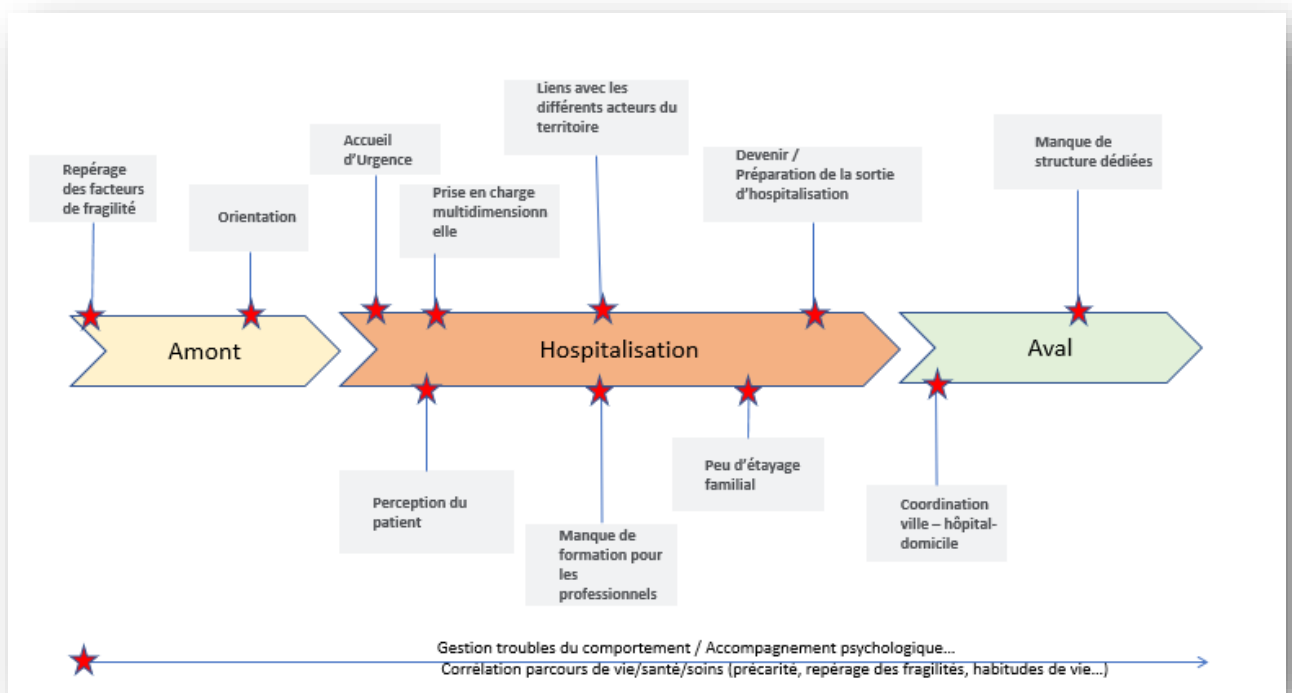 Liens avec les
différents acteurs du
territoire
Accueil
d'Urgence
Manque de
structure dédiées
Devenir /
Préparation de la sortie
d'hospitalisation
Repérage
des facteurs
de fragilité
Prise en charge
multidimensionn
elle
Orientation
Amont
Hospitalisation
Aval
Peu d'étayage
familial
Perception du
patient
Coordination
ville – hôpital-
domicile
Manque de
formation pour
les
professionnels
Gestion troubles du comportement / Accompagnement psychologique...
Corrélation parcours de vie/santé/soins (précarité, repérage des fragilités, habitudes de vie...)